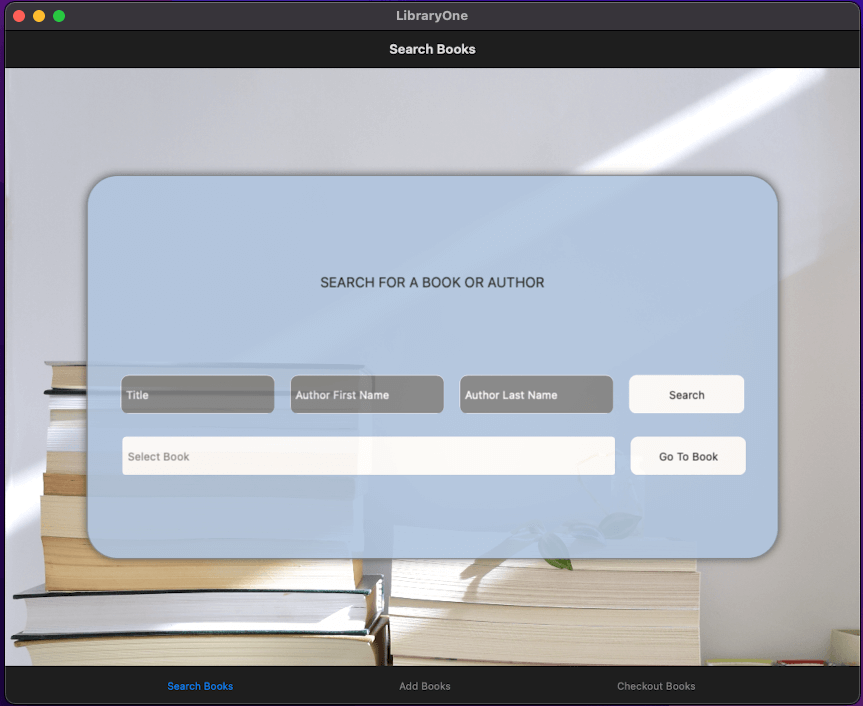 LibraryOne
Search Books
SEARCH FOR A BOOK OR AUTHOR
Title Author First Name Author Last Name Search
Select Book Go To Book
Search Books Add Books Checkout Books